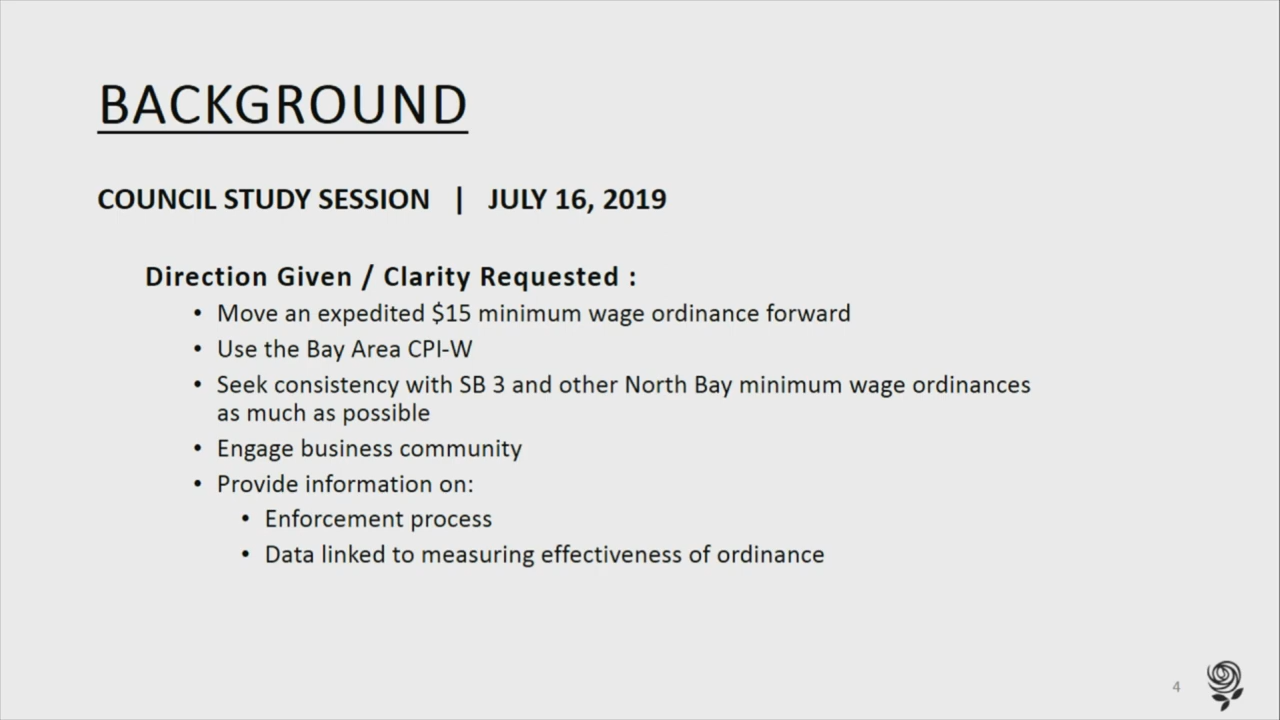 BACKGROUND
COUNCIL STUDY SESSION | JULY 16, 2019
Direction Given / Clarity Requested :
• Move an expedited $15 minimum wage ordinance forward
• Use the Bay Area CPI-W
• Seek consistency with SB 3 and other North Bay minimum wage ordinances
as much as possible
• Engage business community
• Provide information on:
• Enforcement process
• Data linked to measuring effectiveness of ordinance
4